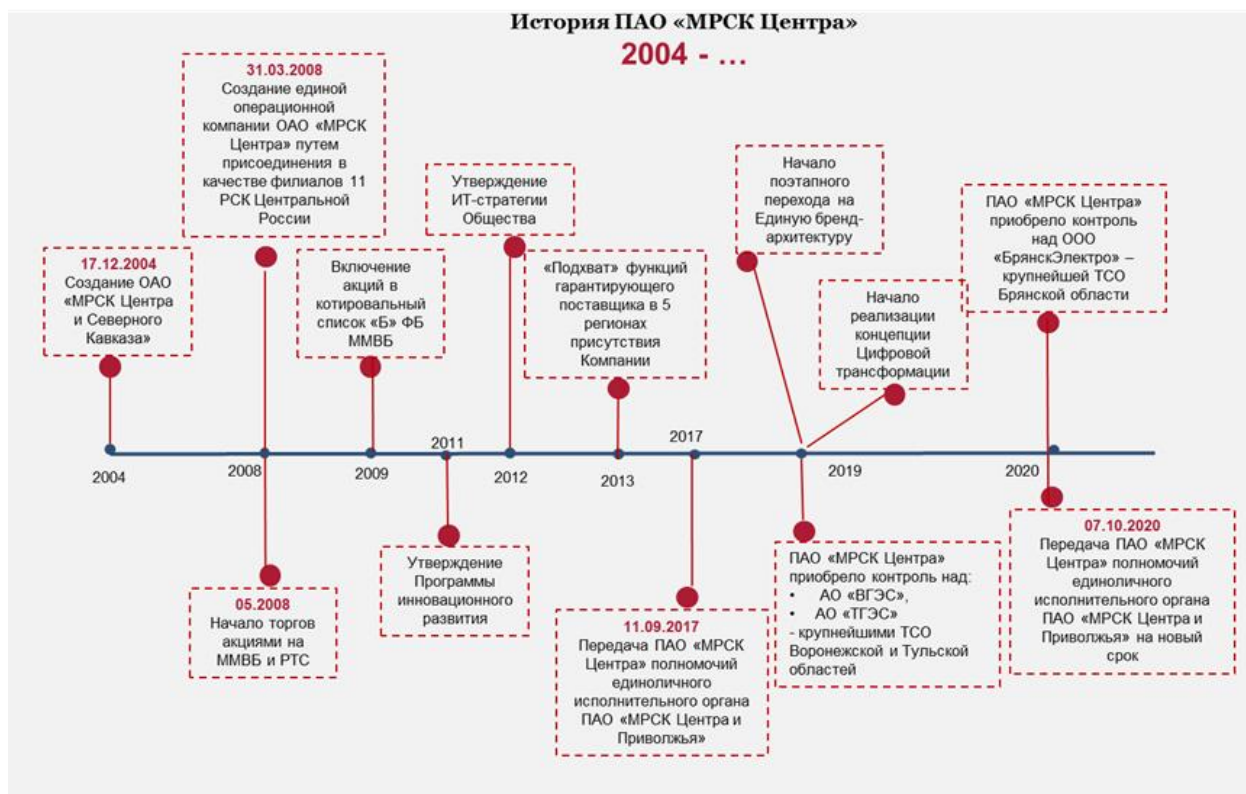 История ПАО «МРСК Центра»
2004 - ...
31.03.2008
Создание единой
операционной
компании ОАО «МРСК
Центра» путем
присоединения в
качестве филиалов 11
РСК Центральной
России
17.12.2004
Создание ОАО
«МРСК Центра
и Северного
Кавказа»
Включение
акций в
котировальный
список «Б» ФБ
ММВБ
Утверждение
ИТ-стратегии
Общества
«Подхват» функций
гарантирующего
поставщика в 5
регионах
присутствия
Компании
Начало
поэтапного
перехода на
Единую бренд-
архитектуру
Начало
реализации
концепции
Цифровой
трансформации
ПАО «МРСК Центра»
приобрело контроль
над ООО
«БрянскЭлектро» –
крупнейшей ТСО
Брянской области
2004
2008
2009
2011
2012
2013
2017
2019
2020
05.2008
Начало торгов
акциями на
ММВБ и РТС
Утверждение
Программы
инновационного
развития
11.09.2017
Передача ПАО «МРСК
Центра» полномочий
единоличного
исполнительного органа
ПАО «МРСК Центра и
Приволжья»
ПАО «МРСК Центра»
приобрело контроль над:
• АО «ВГЭС»,
• АО «ТГЭС»
- крупнейшими ТСО
Воронежской и Тульской
областей
07.10.2020
Передача ПАО «МРСК
Центра» полномочий
единоличного
исполнительного органа
ПАО «МРСК Центра и
Приволжья» на новый
срок